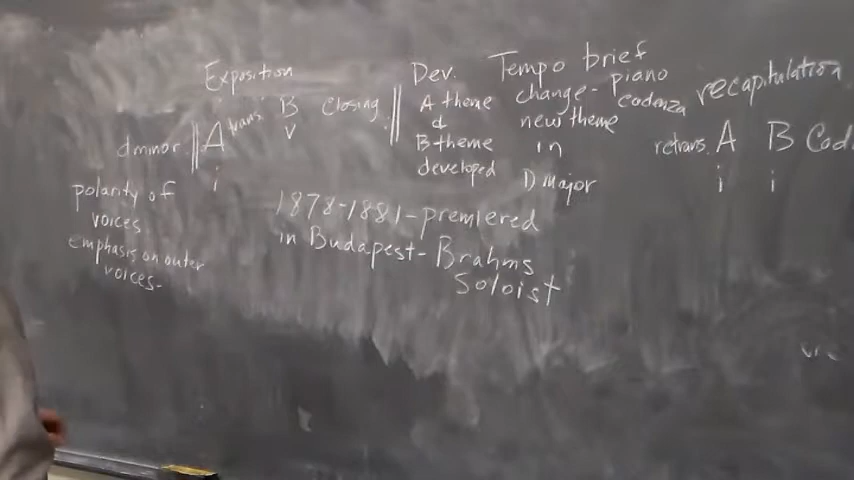 Exposition
Dev. Tempo brief
A theme change - piano
B closing A theme cadenza recapitulation
d minor A trans. v & new theme retrans. A B Cod
B theme in
i developed D Major i i
polarity of
voices.
emphasis on outer
voices-
1878-1881-premiered
in Budapest-Brahms
Soloist